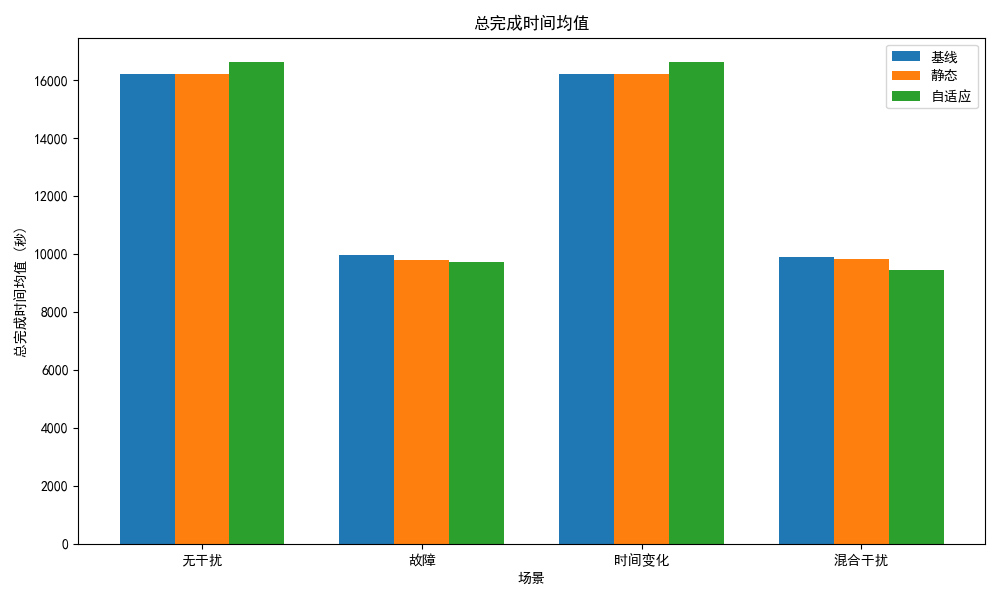 总完成时间均值
基线
静态
自适应
总完成时间均值（秒）
16000
14000
12000
10000
8000
6000
4000
2000
0
无干扰
故障
时间变化
混合干扰
场景